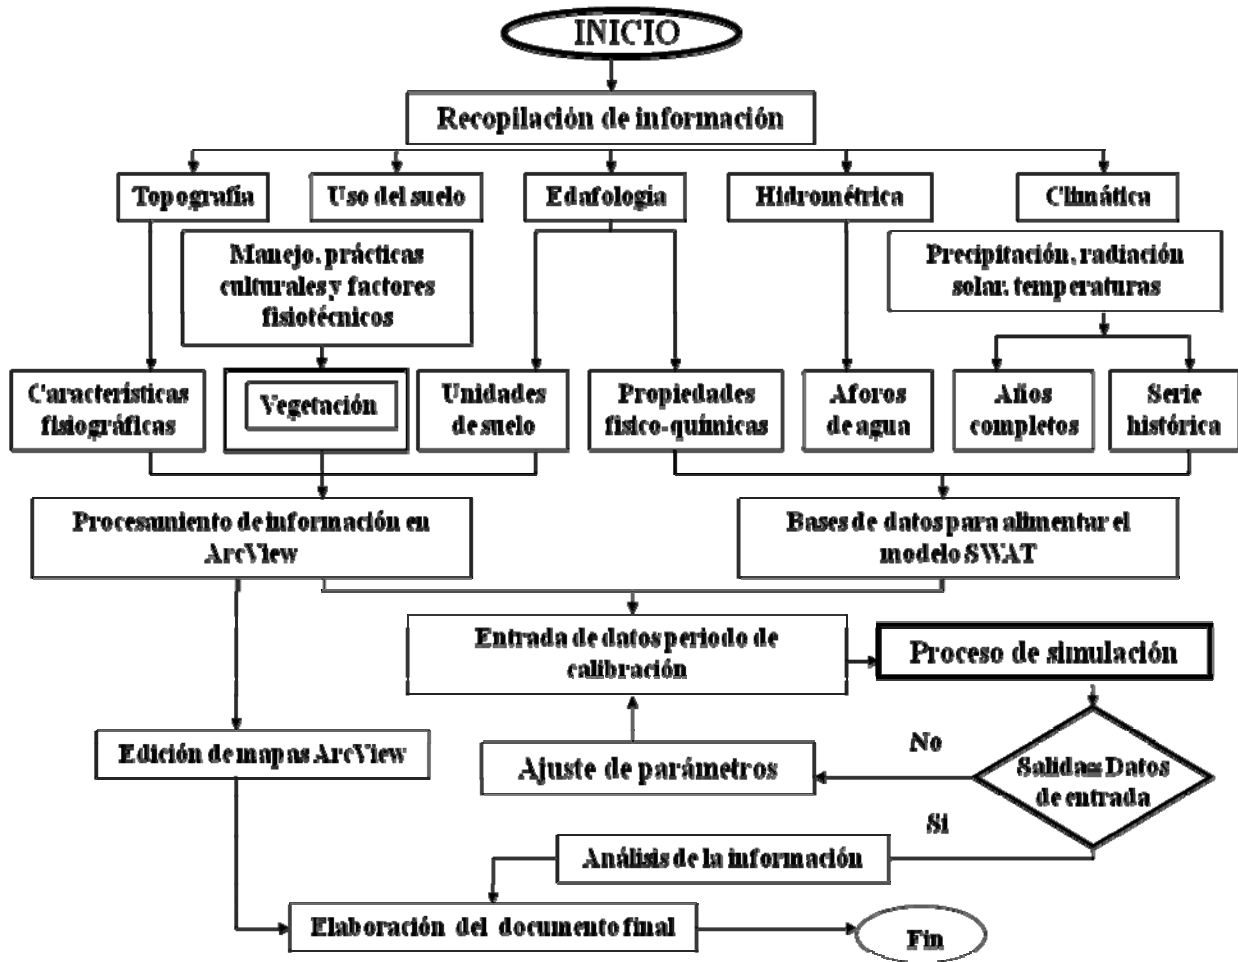 INICIO
Recopilación de información
Topografía
Uso del suelo
Edafología
Hidrométrica
Climática
Manejo, prácticas
culturales y factores
fisiotécnicos
Precipitación, radiación
solar, temperaturas
Características
fisiográficas
Vegetación
Unidades
de suelo
Propiedades
físico-químicas
Aforos
de agua
Años
completos
Serie
histórica
Procesamiento de información en
ArcView
Bases de datos para alimentar el
modelo SWAT
Entrada de datos periodo de
calibración
Proceso de simulación
Edición de mapas ArcView
Ajuste de parámetros
No
Salida= Datos
de entrada
Si
Análisis de la información
Elaboración del documento final
Fin